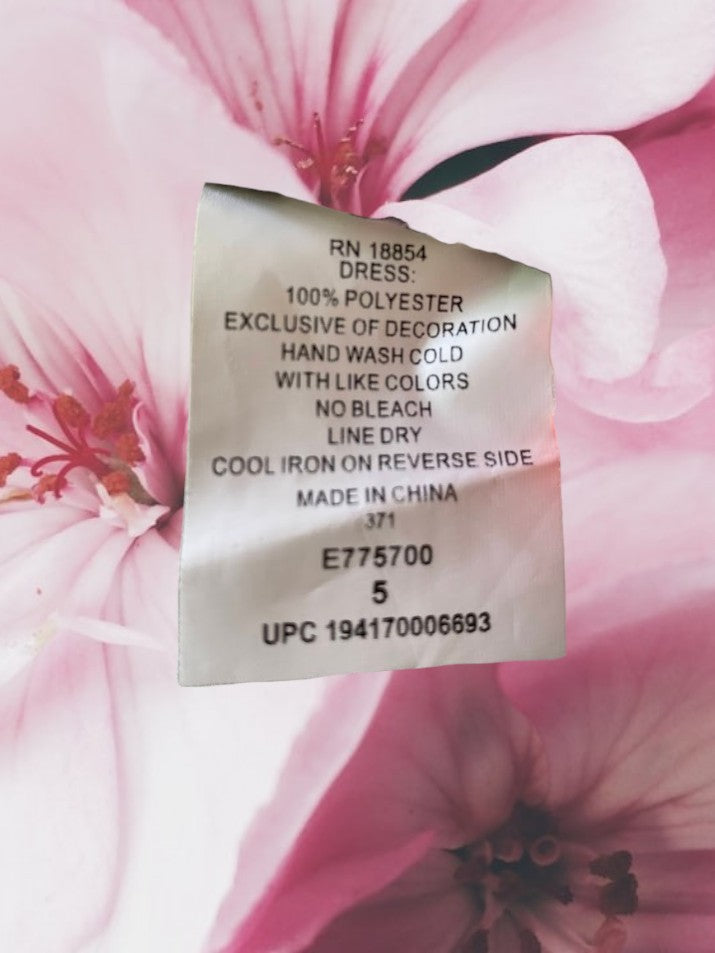 RN 18854
DRESS:
100% POLYESTER
EXCLUSIVE OF DECORATION
HAND WASH COLD
WITH LIKE COLORS
NO BLEACH
LINE DRY
COOL IRON ON REVERSE SIDE
MADE IN CHINA
371
E775700
5
UPC 194170006693